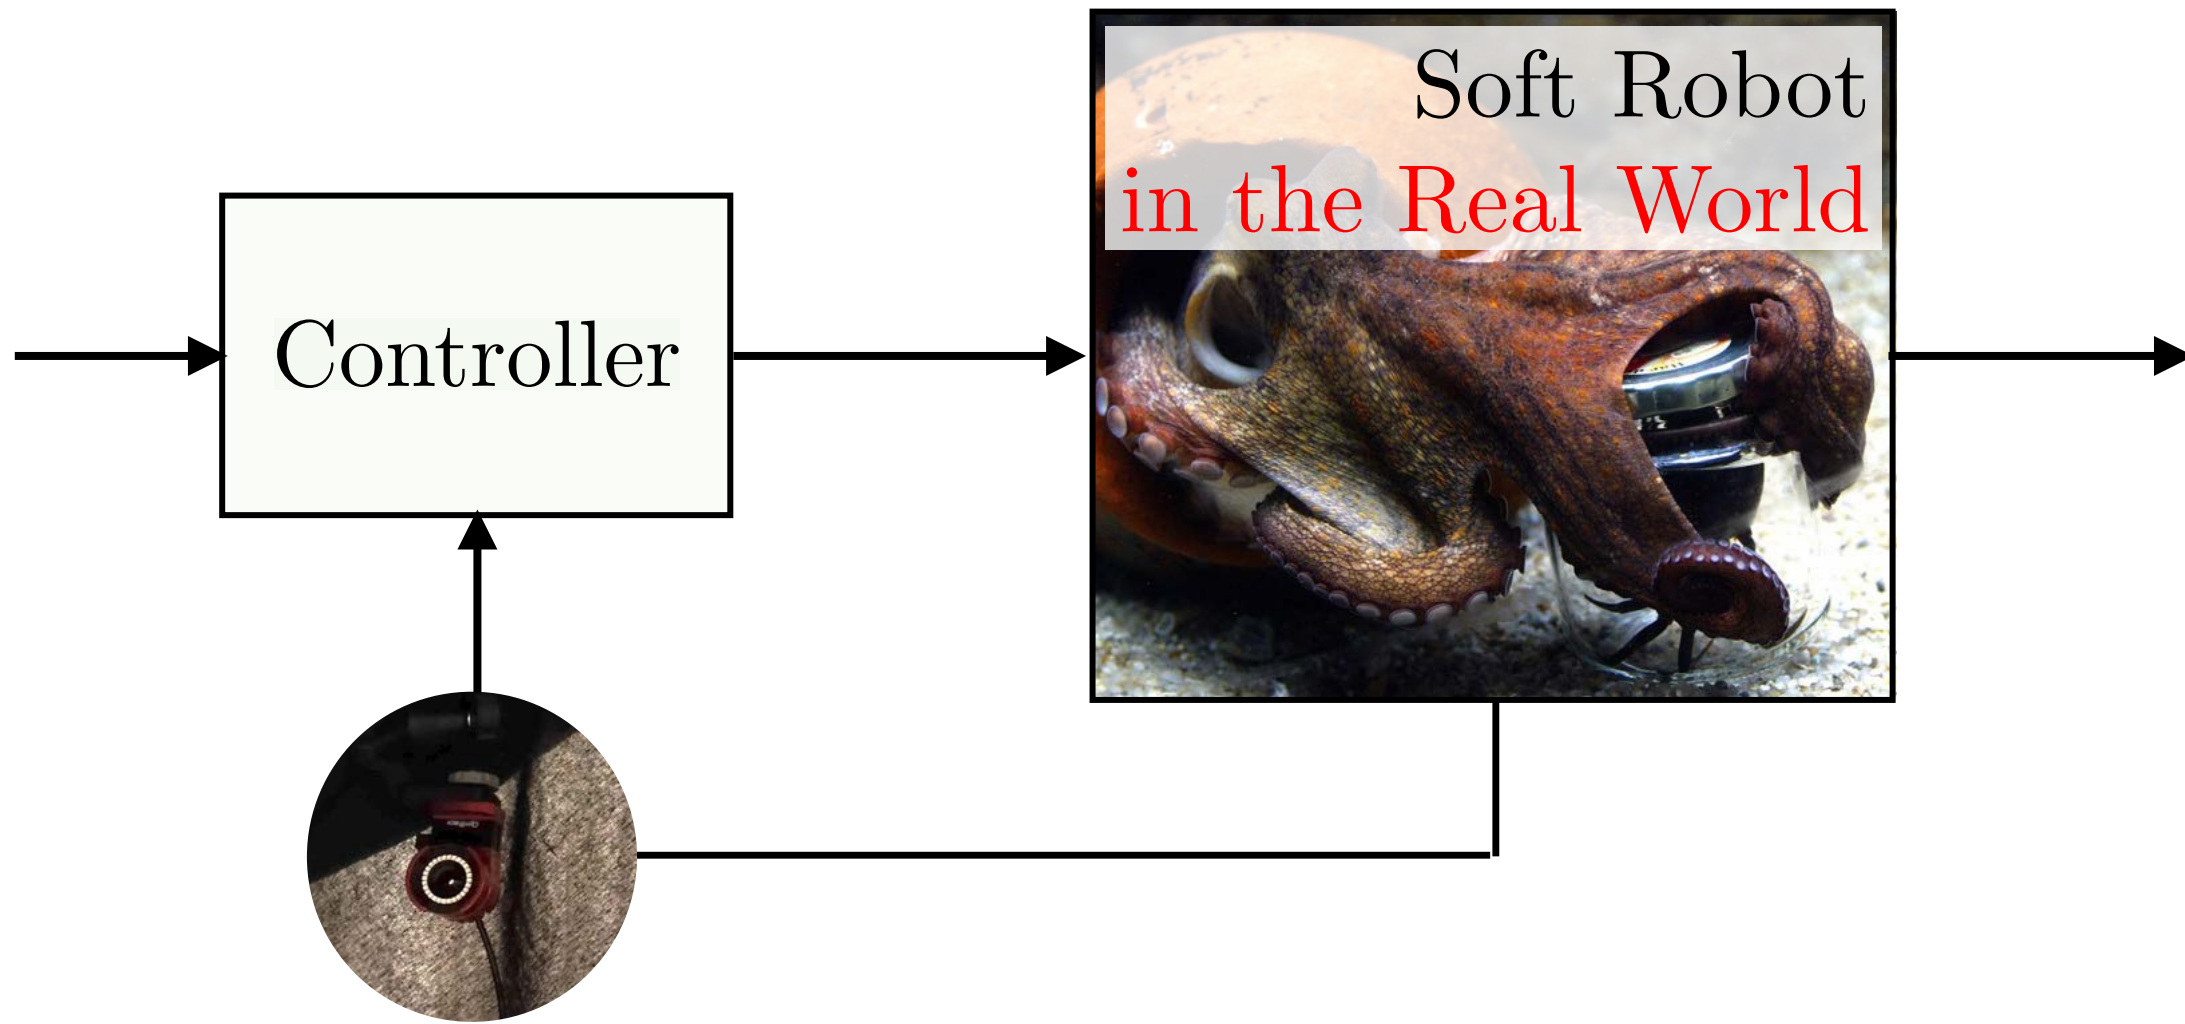 Soft Robot
in the Real World
Controller